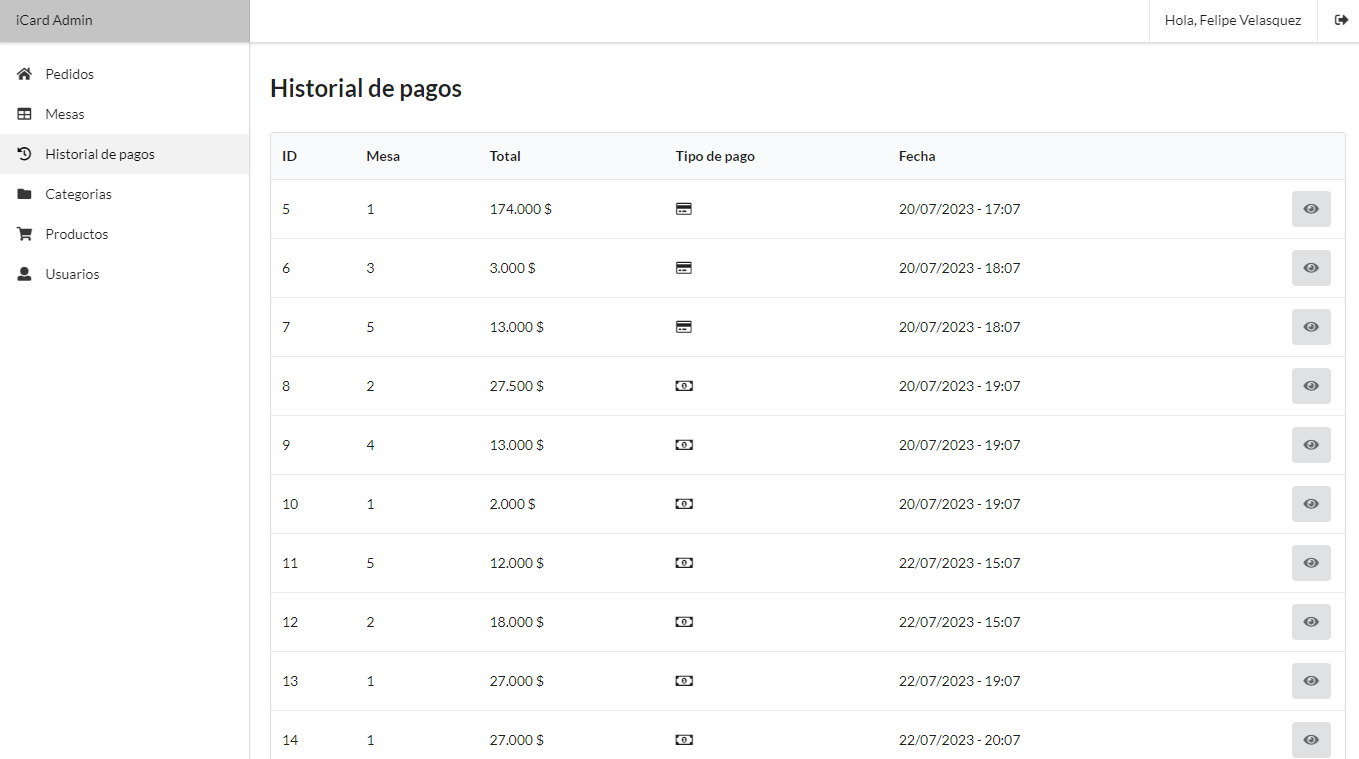 iCard Admin
Hola, Felipe Velasquez
Pedidos
Mesas
Historial de pagos
Categorias
Productos
Usuarios
Historial de pagos
ID Mesa Total Tipo de pago Fecha
5 1 174.000 $ 20/07/2023 - 17:07
6 3 3.000 $ 20/07/2023 - 18:07
7 5 13.000 $ 20/07/2023 - 18:07
8 2 27.500 $ 20/07/2023 - 19:07
9 4 13.000 $ 20/07/2023 - 19:07
10 1 2.000 $ 20/07/2023 - 19:07
11 5 12.000 $ 22/07/2023 - 15:07
12 2 18.000 $ 22/07/2023 - 15:07
13 1 27.000 $ 22/07/2023 - 19:07
14 1 27.000 $ 22/07/2023 - 20:07